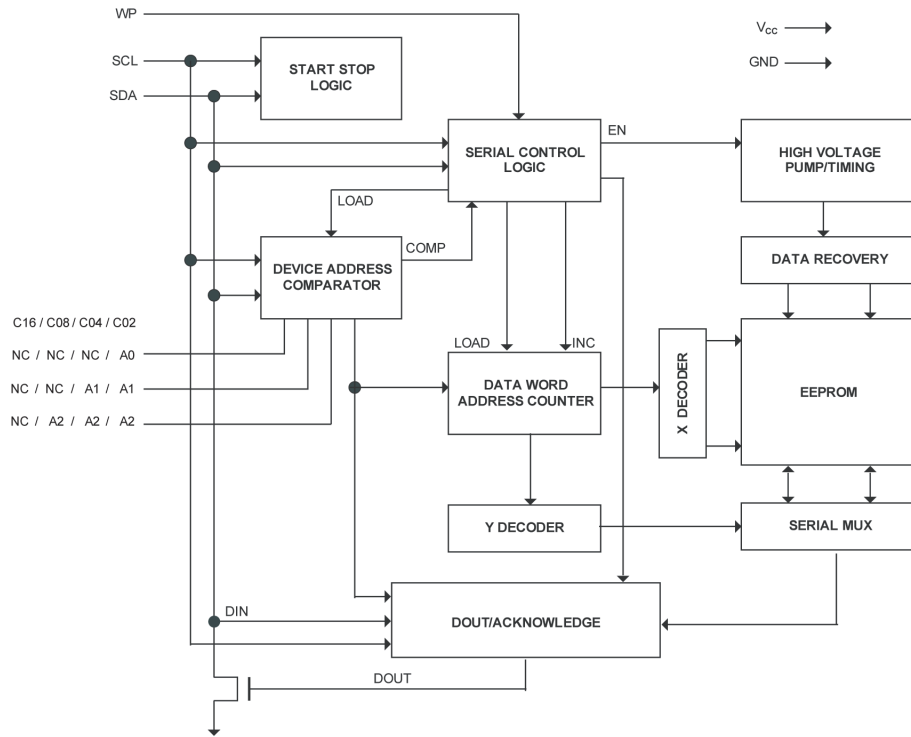 WP
Vcc
SCL
GND
START STOP
LOGIC
SDA
EN
SERIAL CONTROL
LOGIC
HIGH VOLTAGE
PUMP/TIMING
LOAD
COMP
DEVICE ADDRESS
COMPARATOR
DATA RECOVERY
C16 / C08 / C04 / C02
NC / NC / NC / A0
NC / NC / A1 / A1
NC / A2 / A2 / A2
LOAD
INC
DATA WORD
ADDRESS COUNTER
X DECODER
EEPROM
Y DECODER
SERIAL MUX
DIN
DOUT/ACKNOWLEDGE
DOUT